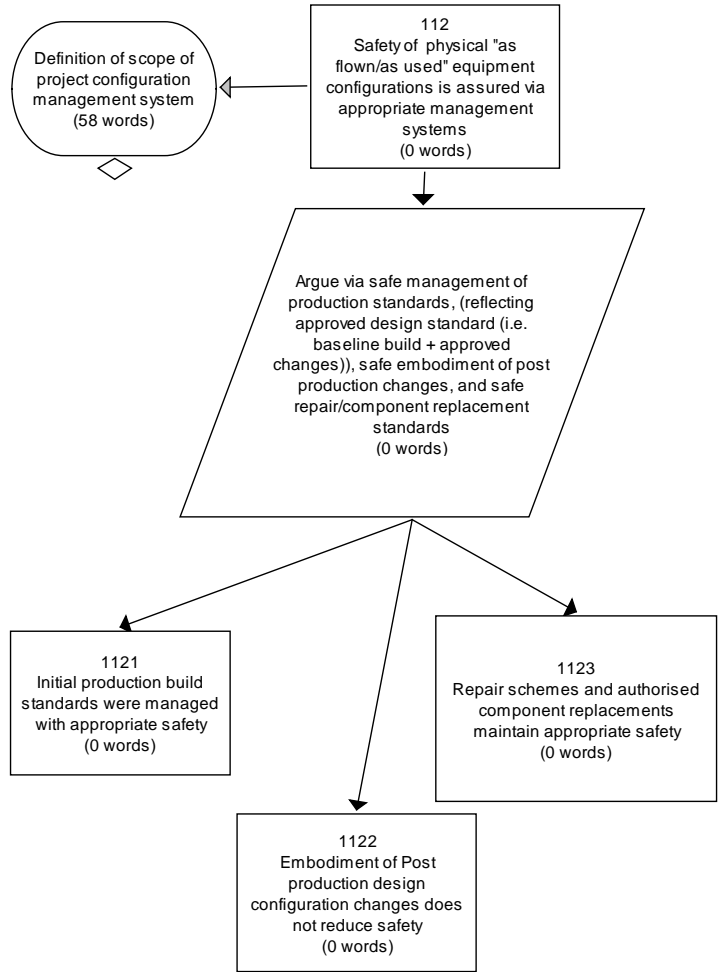 Definition of scope of
project configuration
management system
(58 words)
112
Safety of physical "as
flown/as used" equipment
configurations is assured via
appropriate management
systems
(0 words)
Argue via safe management of
production standards, (reflecting
approved design standard (i.e.
baseline build + approved
changes)), safe embodiment of post
production changes, and safe
repair/component replacement
standards
(0 words)
1121
Initial production build
standards were managed
with appropriate safety
(0 words)
1123
Repair schemes and authorised
component replacements
maintain appropriate safety
(0 words)
1122
Embodiment of Post
production design
configuration changes does
not reduce safety
(0 words)